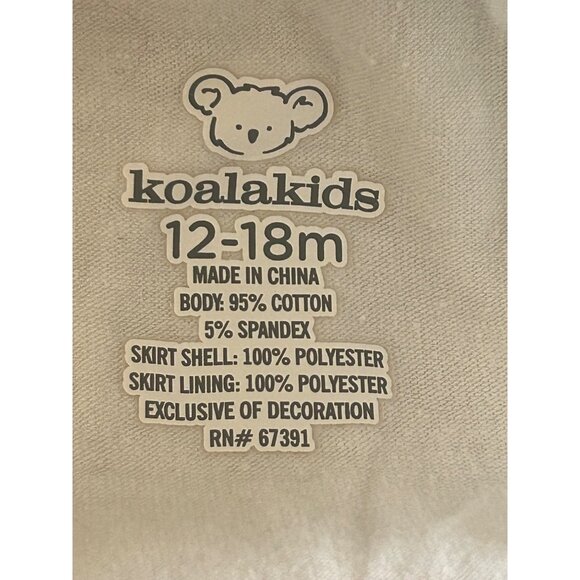 koalakids
12-18m
MADE IN CHINA
BODY: 95% COTTON
5% SPANDEX
SKIRT SHELL: 100% POLYESTER
SKIRT LINING: 100% POLYESTER
EXCLUSIVE OF DECORATION
RN# 67391